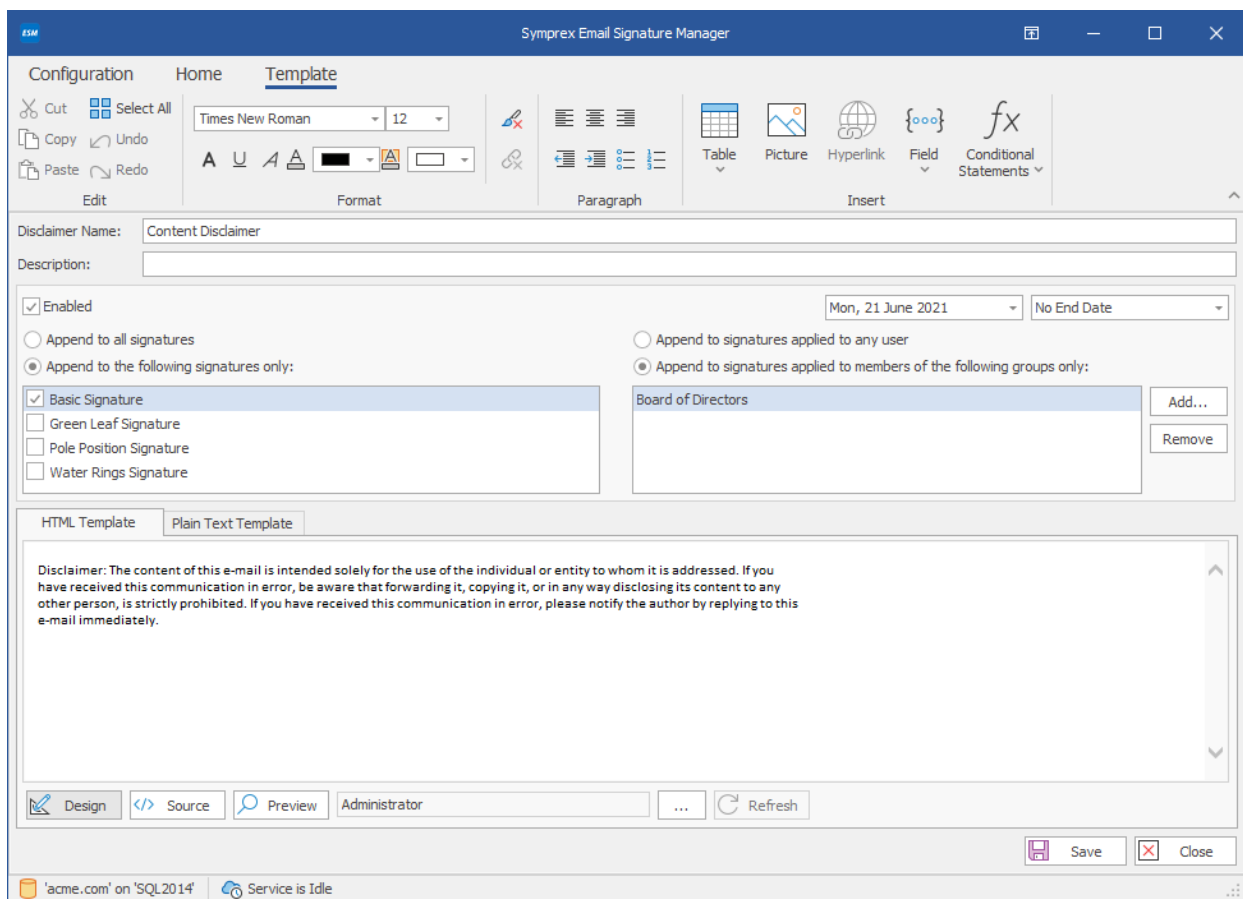 ESM
Symprex Email Signature Manager
Configuration Home Template
Cut Select All
Copy Undo
Paste Redo
Edit
Times New Roman 12
A U A A
Format
Paragraph
Table Picture Hyperlink Field Conditional Statements
Insert
Disclaimer Name: Content Disclaimer
Description:
Enabled Mon, 21 June 2021 No End Date
Append to all signatures Append to signatures applied to any user
Append to the following signatures only: Append to signatures applied to members of the following groups only:
Basic Signature
Green Leaf Signature
Pole Position Signature
Water Rings Signature
Board of Directors
Add...
Remove
HTML Template Plain Text Template
Disclaimer: The content of this e-mail is intended solely for the use of the individual or entity to whom it is addressed. If you
have received this communication in error, be aware that forwarding it, copying it, or in any way disclosing its content to any
other person, is strictly prohibited. If you have received this communication in error, please notify the author by replying to this
e-mail immediately.
Design </> Source Preview Administrator ... Refresh
Save Close
'acme.com' on 'SQL2014' Service is Idle